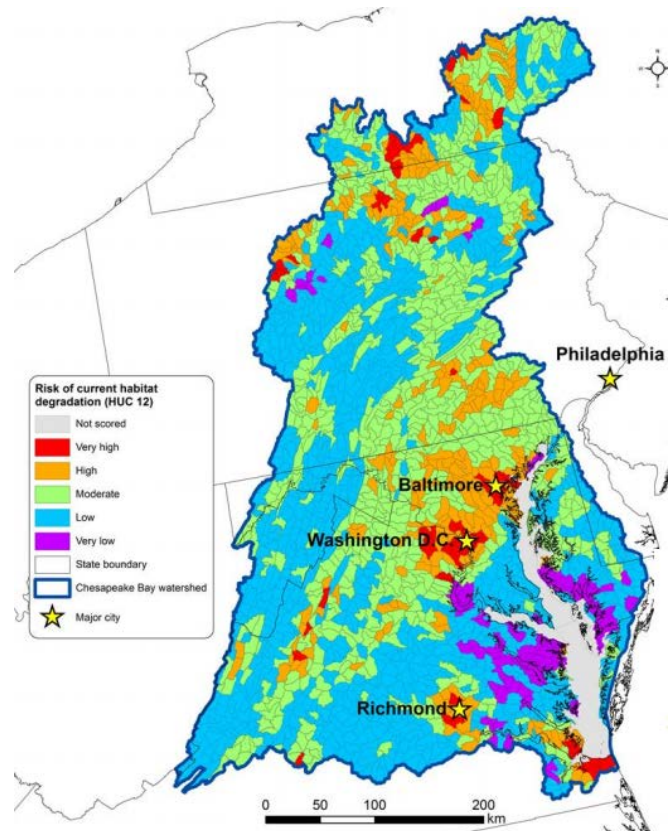 N
W
E
S
Philadelphia
Risk of current habitat
degradation (HUC 12)
Not scored
Very high
High
Moderate
Low
Very low
State boundary
Chesapeake Bay watershed
Major city
Baltimore
Washington D.C.
Richmond
0 50 100 200
km